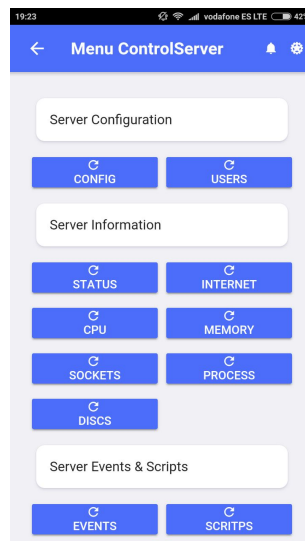 19:23 vodafone ES LTE 42°
Menu ControlServer
Server Configuration
CONFIG USERS
Server Information
STATUS INTERNET
CPU MEMORY
SOCKETS PROCESS
DISCS
Server Events & Scripts
EVENTS SCRITPS